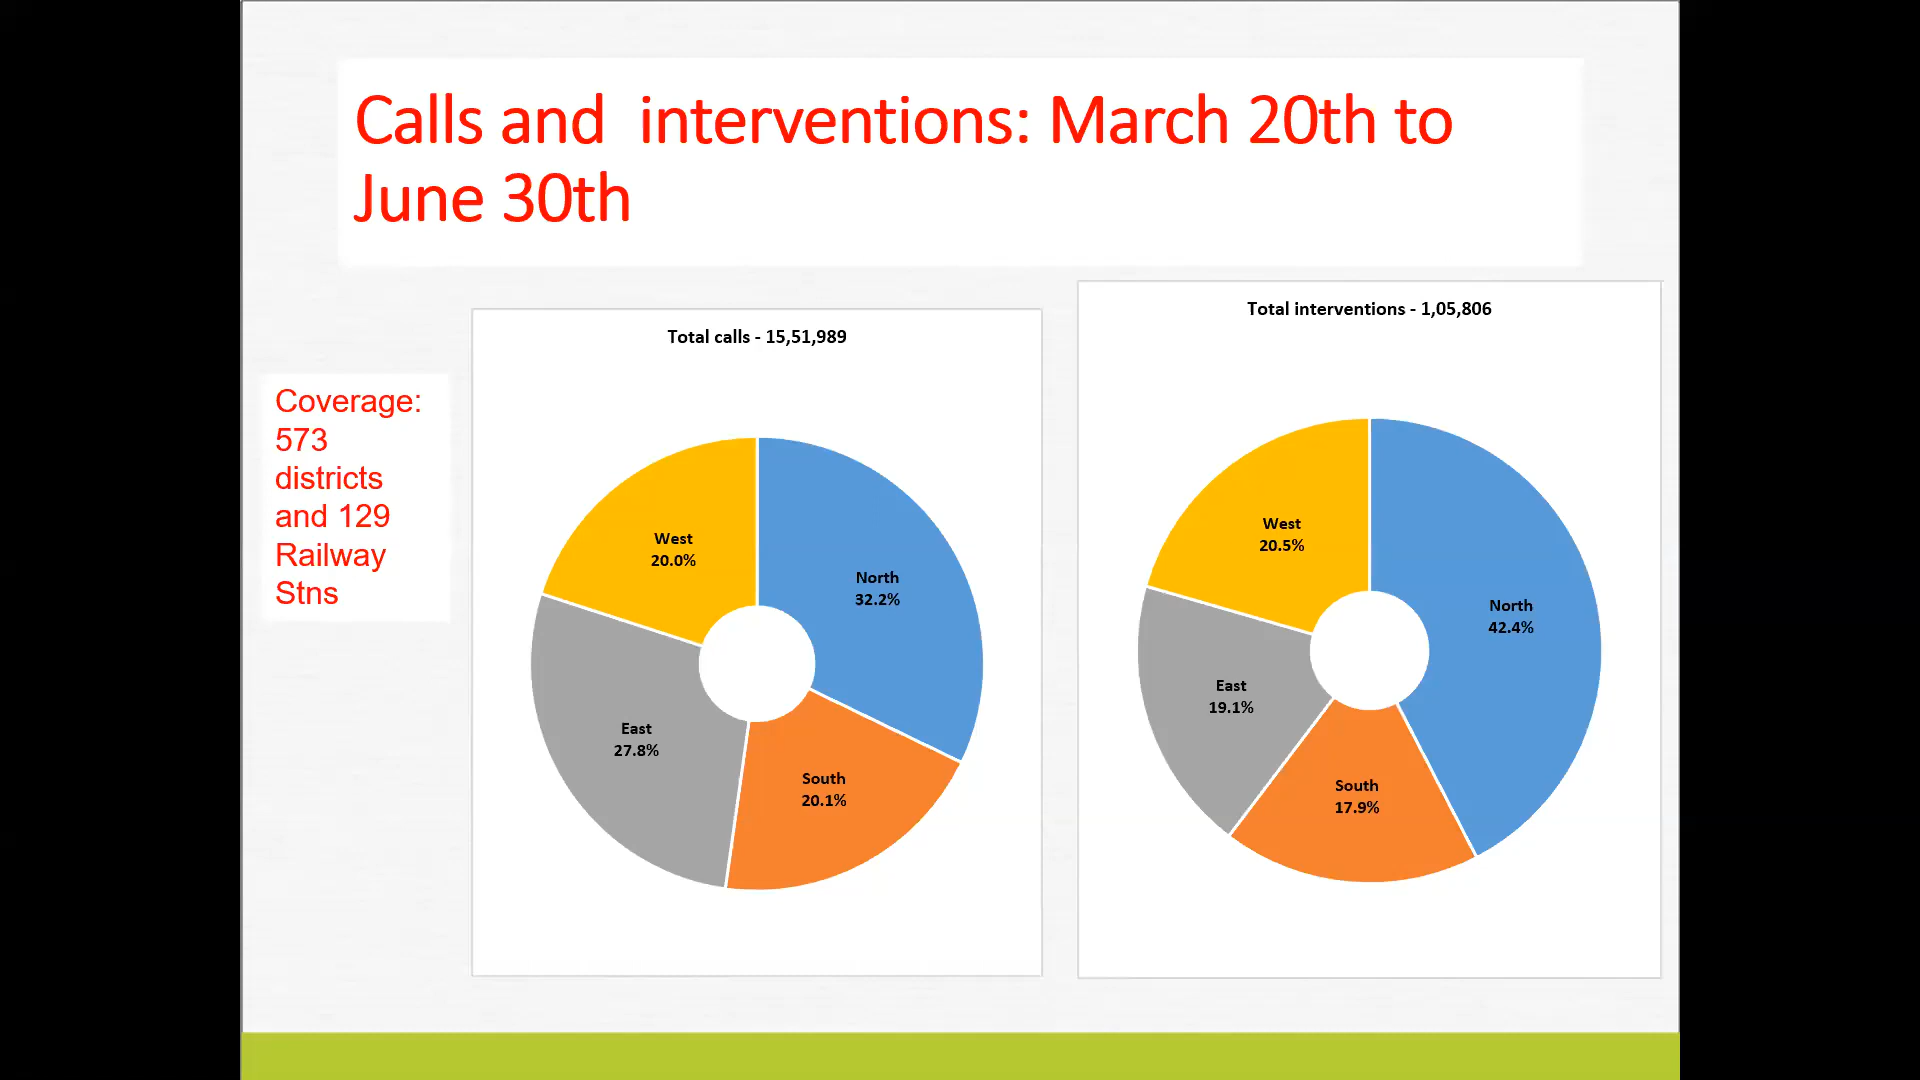 Calls and  interventions: March 20th to
June 30th
Coverage:
573
districts
and 129
Railway
Stns
Total calls - 15,51,989
West
20.0%
North
32.2%
East
27.8%
South
20.1%
Total interventions - 1,05,806
West
20.5%
North
42.4%
East
19.1%
South
17.9%